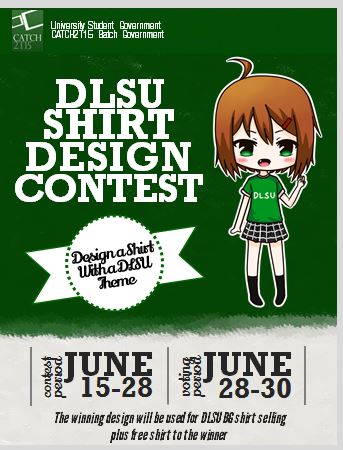 University Student Government
CATCH2T15 Batch Government
CATCH
2T15
DLSU
SHIRT
DESIGN
CONTEST
DLSU
Design a Shirt
With a DLSU
Theme
contest period
JUNE
15-28
voting period
JUNE
28-30
The winning design will be used for DLSU BG shirt selling
plus free shirt to the winner